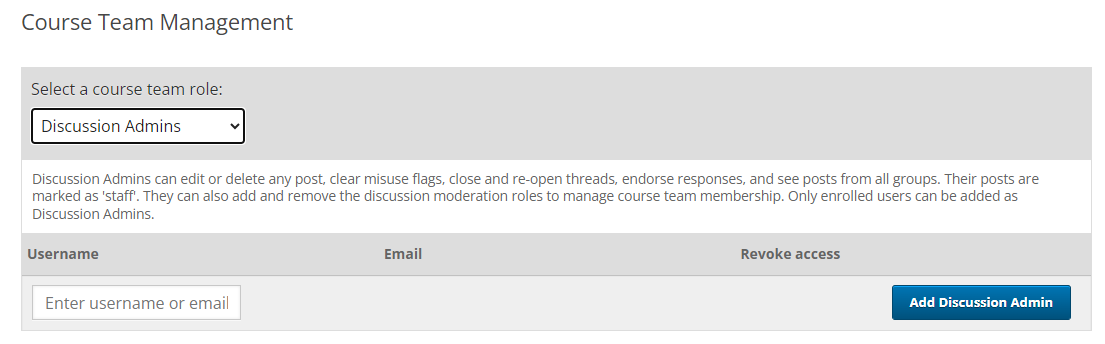 Course Team Management
Select a course team role:
Discussion Admins
Discussion Admins can edit or delete any post, clear misuse flags, close and re-open threads, endorse responses, and see posts from all groups. Their posts are
marked as 'staff'. They can also add and remove the discussion moderation roles to manage course team membership. Only enrolled users can be added as
Discussion Admins.
Username Email Revoke access
Enter username or email Add Discussion Admin